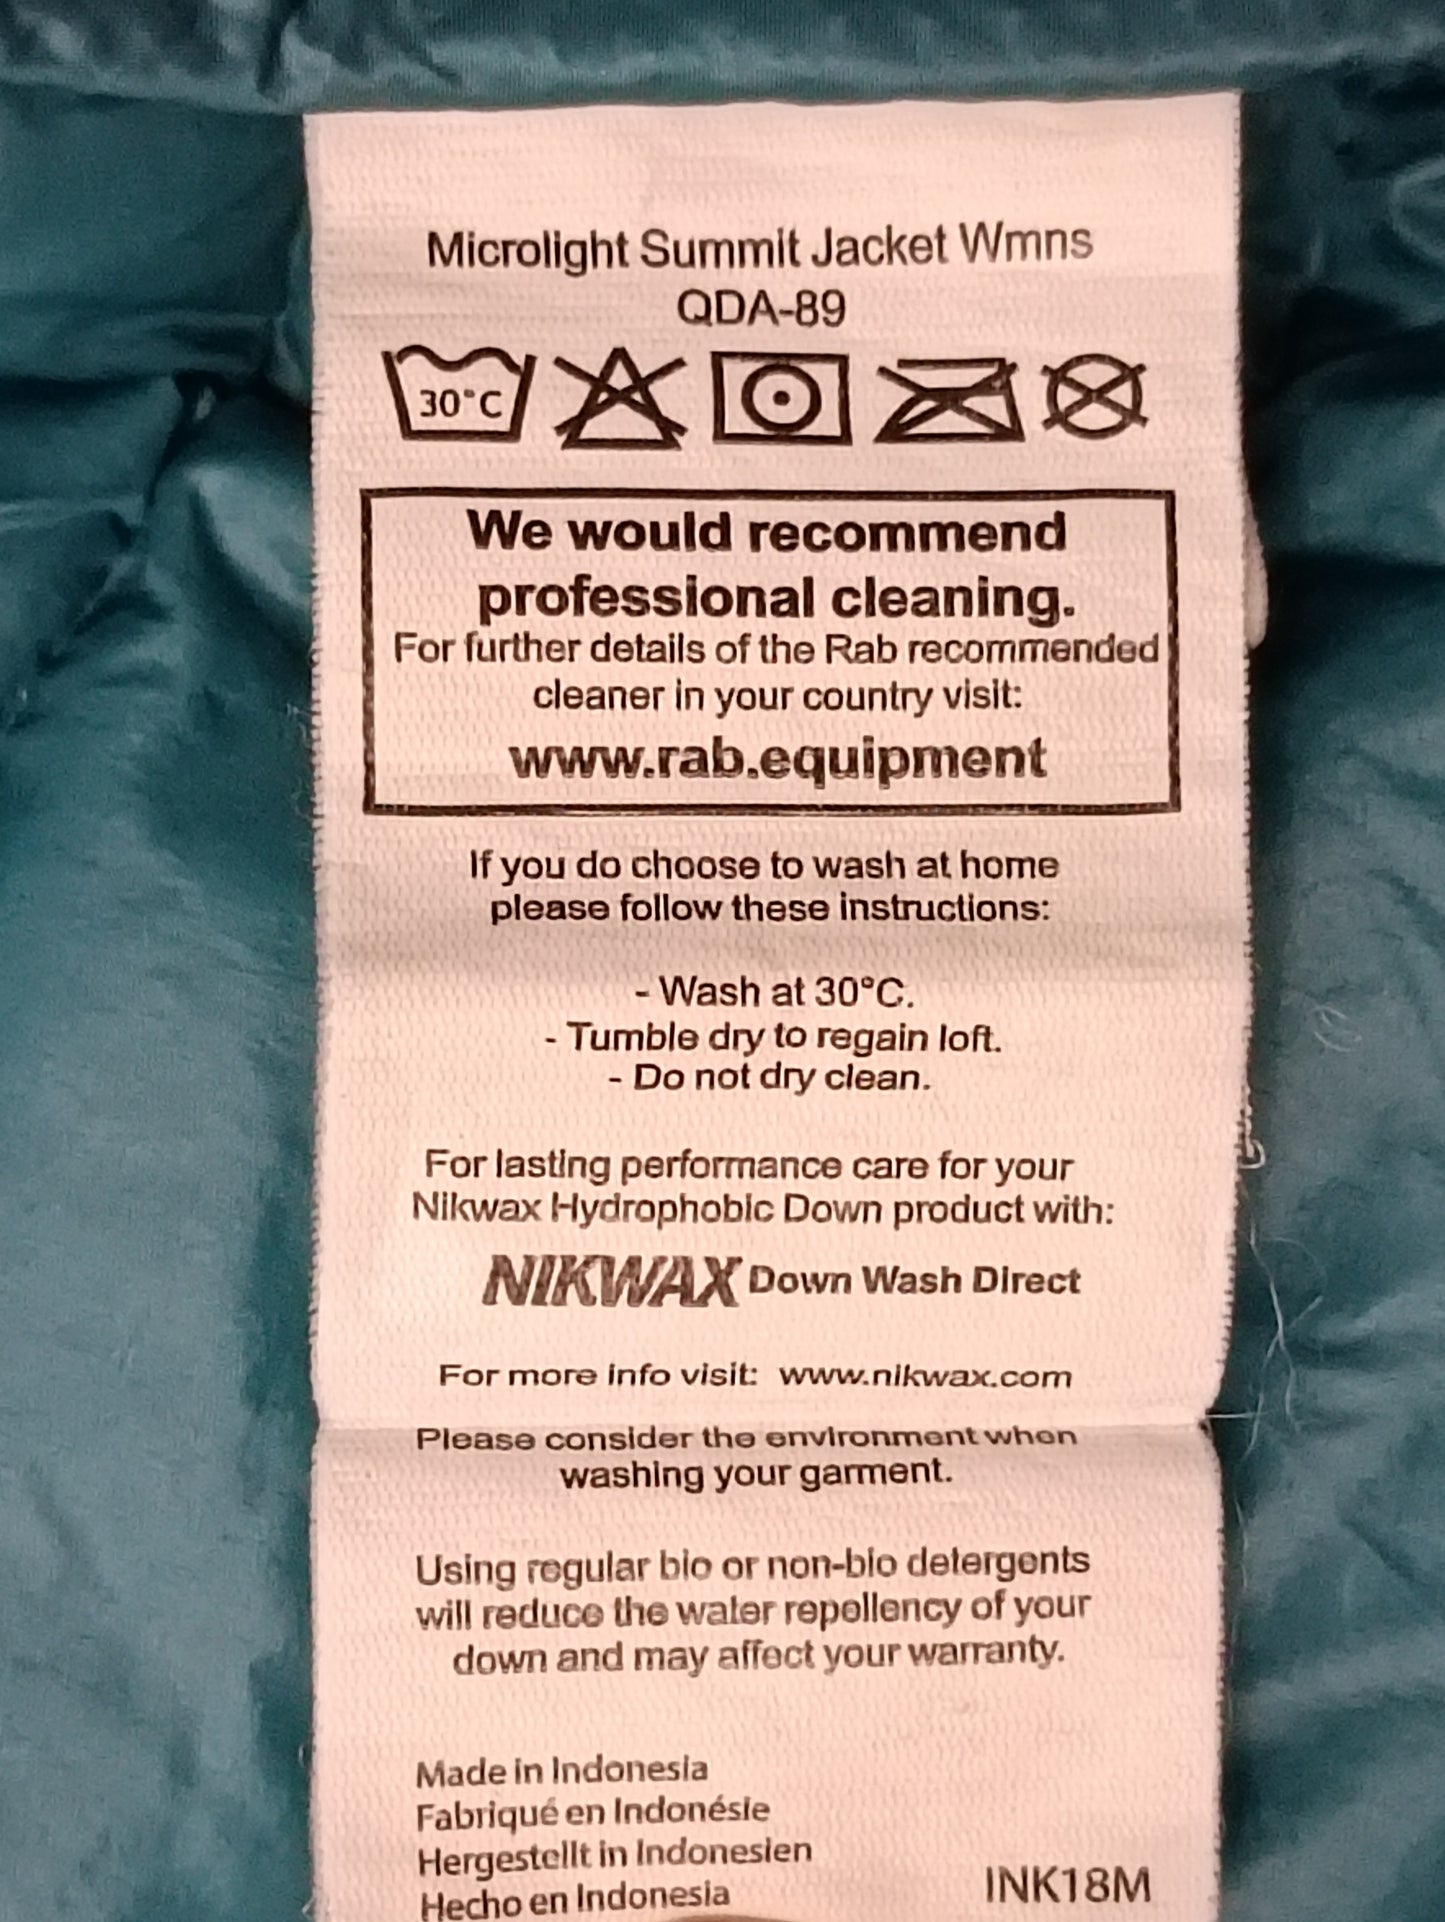 Microlight Summit Jacket Wmns
QDA-89
30°C
We would recommend
professional cleaning.
For further details of the Rab recommended
cleaner in your country visit:
www.rab.equipment
If you do choose to wash at home
please follow these instructions:
- Wash at 30°C.
- Tumble dry to regain loft.
- Do not dry clean.
For lasting performance care for your
Nikwax Hydrophobic Down product with:
NIKWAX Down Wash Direct
For more info visit: www.nikwax.com
Please consider the environment when
washing your garment.
Using regular bio or non-bio detergents
will reduce the water repellency of your
down and may affect your warranty.
Made in Indonesia
Fabriqué en Indonésie
Hergestellt in Indonesien
Hecho en Indonesia
INK18M